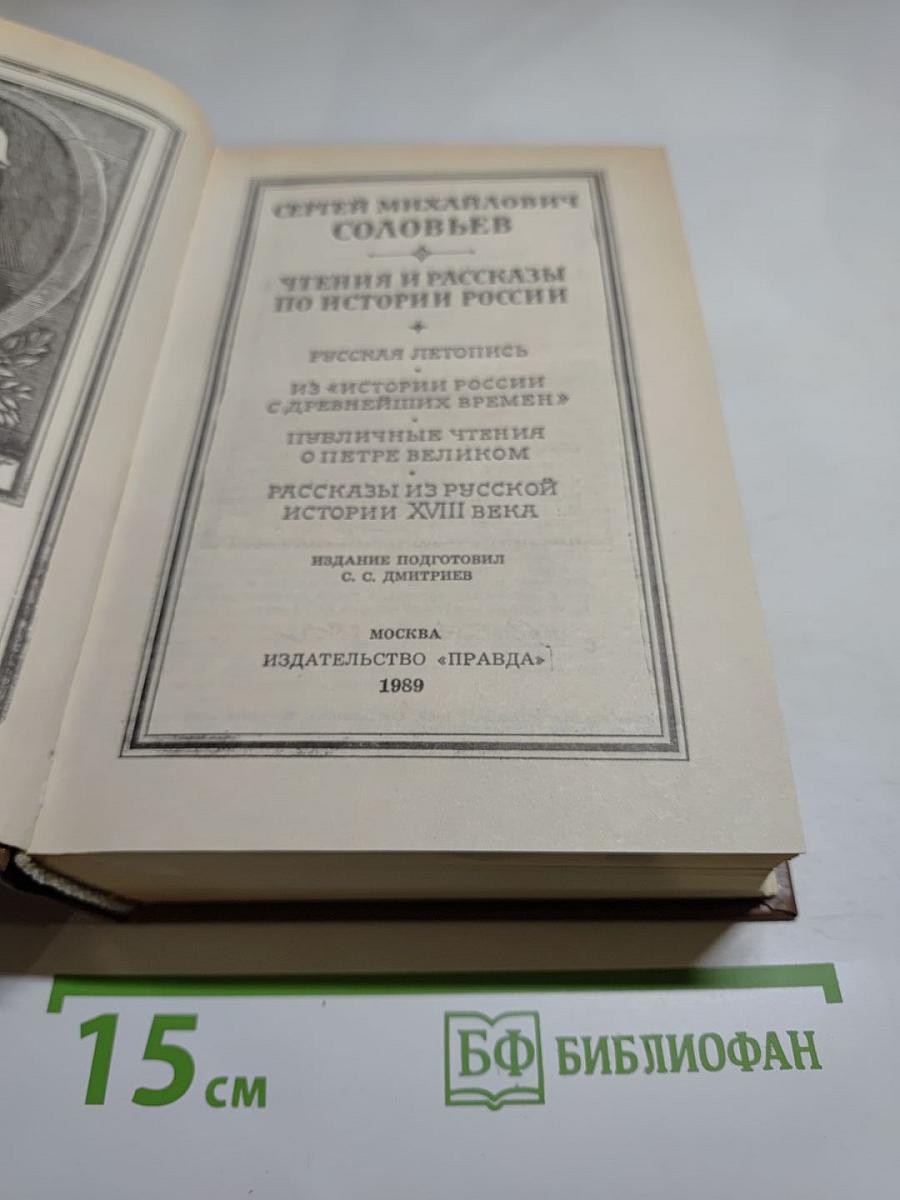 СЕРГЕЙ МИХАЙЛОВИЧ
СОЛОВЬЕВ
ЧТЕНИЯ И РАССКАЗЫ
ПО ИСТОРИИ РОССИИ
РУССКАЯ ЛЕТОПИСЬ
ИЗ «ИСТОРИИ РОССИИ
С ДРЕВНЕЙШИХ ВРЕМЕН»
ПУБЛИЧНЫЕ ЧТЕНИЯ
О ПЕТРЕ ВЕЛИКОМ
РАССКАЗЫ ИЗ РУССКОЙ
ИСТОРИИ XVIII ВЕКА
ИЗДАНИЕ ПОДГОТОВИЛ
С. С. ДМИТРИЕВ
МОСКВА
ИЗДАТЕЛЬСТВО «ПРАВДА»
1989
15 см
БФ БИБЛИОФАН